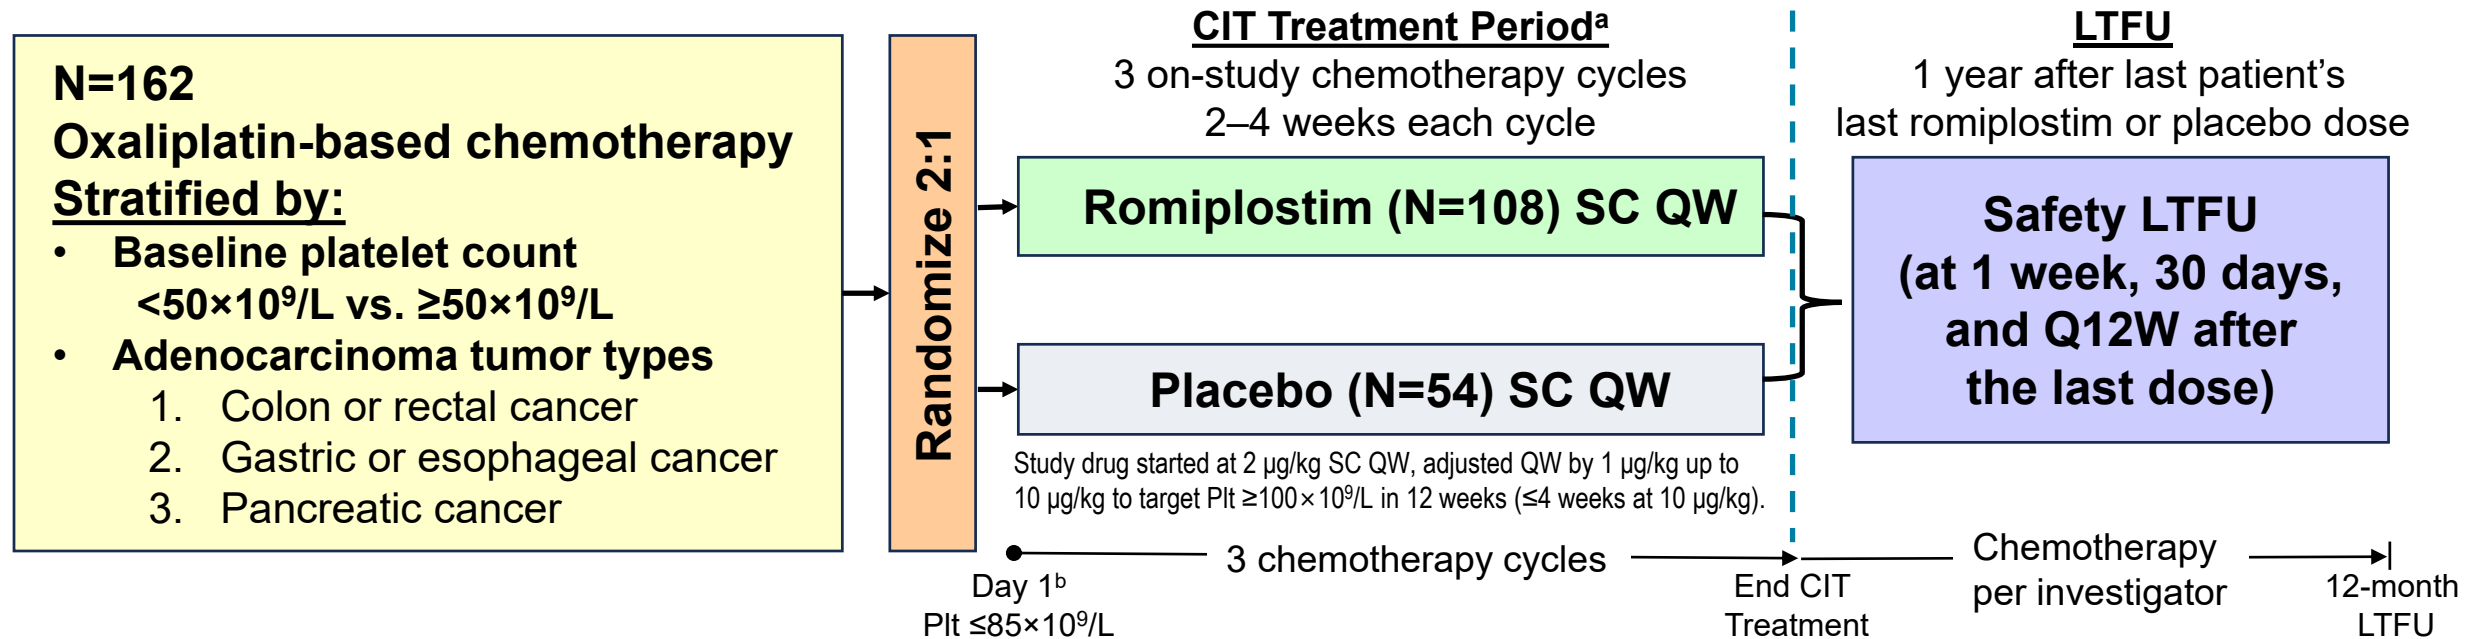 N=162
Oxaliplatin-based chemotherapy
Stratified by:
• Baseline platelet count
<50×10⁹/L vs. ≥50×10⁹/L
• Adenocarcinoma tumor types
1. Colon or rectal cancer
2. Gastric or esophageal cancer
3. Pancreatic cancer
Randomize 2:1
CIT Treatment Periodᵃ
3 on-study chemotherapy cycles
2–4 weeks each cycle
Romiplostim (N=108) SC QW
Placebo (N=54) SC QW
Study drug started at 2 µg/kg SC QW, adjusted QW by 1 µg/kg up to
10 µg/kg to target Plt ≥100×10⁹/L in 12 weeks (≤4 weeks at 10 µg/kg).
LTFU
1 year after last patient’s
last romiplostim or placebo dose
Safety LTFU
(at 1 week, 30 days,
and Q12W after
the last dose)
3 chemotherapy cycles
Day 1ᵇ
Plt ≤85×10⁹/L
End CIT
Treatment
Chemotherapy
per investigator
12-month
LTFU